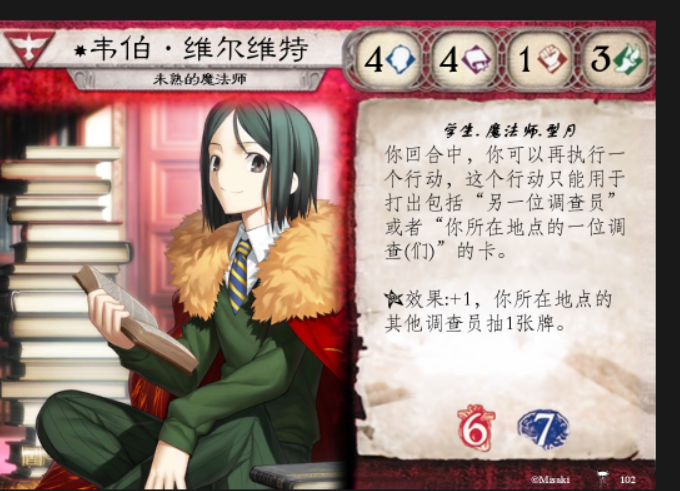 韦伯·维尔维特
4 4 1 3
未熟的魔法师
学生.魔法师.型月
你回合中，你可以再执行一
个行动，这个行动只能用于
打出包括“另一位调查员”
或者“你所在地点的一位调
查(们)”的卡。
效果:+1，你所在地点的
其他调查员抽1张牌。
6 7
©Misaki 102